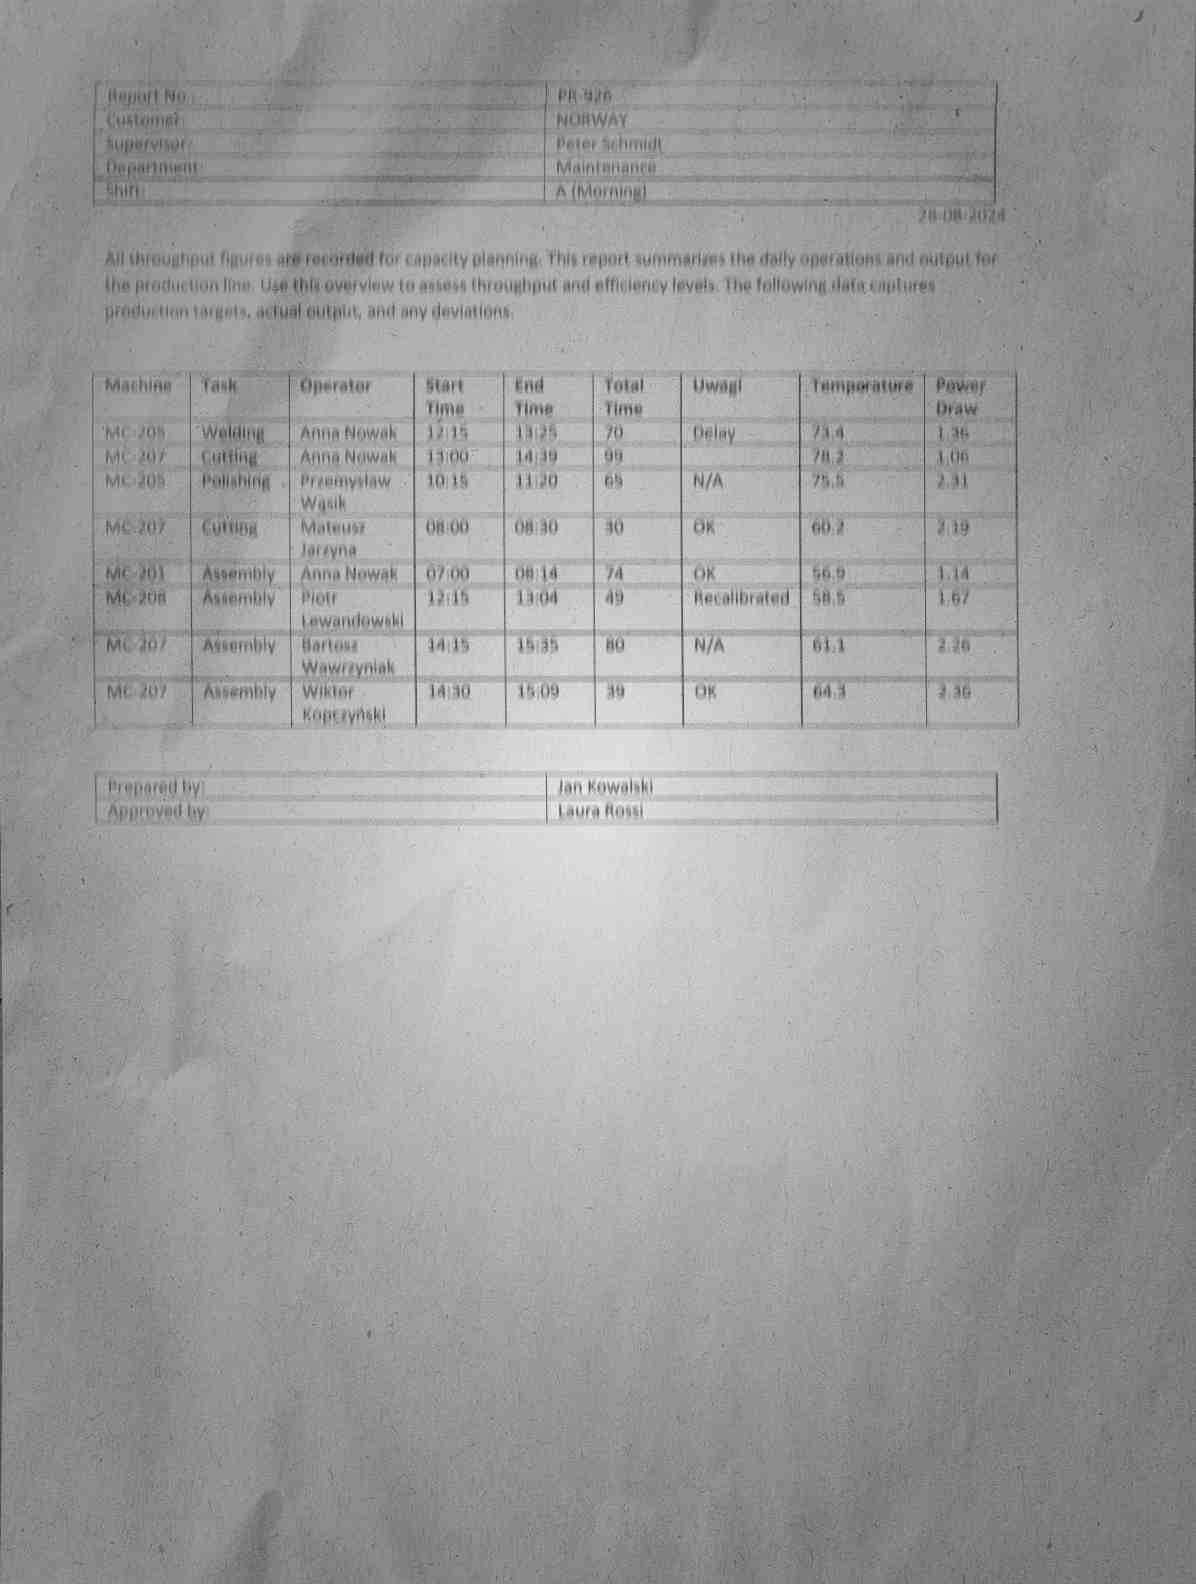 Report No.: PR-926
Customer: NORWAY
Supervisor: Peter Schmidt
Department: Maintenance
Shift: A (Morning)
28-08-2024
All throughput figures are recorded for capacity planning. This report summarizes the daily operations and output for
the production line. Use this overview to assess throughput and efficiency levels. The following data captures
production targets, actual output, and any deviations.
Machine Task Operator Start Time End Time Total Time Uwagi Temperature Power Draw
MC-205 Welding Anna Nowak 12:15 13:25 70 Delay 73.4 1.36
MC-207 Cutting Anna Nowak 13:00 14:39 99 78.2 1.06
MC-205 Polishing Przemysław Wąsik 10:15 11:20 65 N/A 75.5 2.31
MC-207 Cutting Mateusz Jarzyna 08:00 08:30 30 OK 60.2 2.19
MC-201 Assembly Anna Nowak 07:00 08:14 74 OK 56.9 1.14
MC-208 Assembly Piotr Lewandowski 12:15 13:04 49 Recalibrated 58.5 1.67
MC-207 Assembly Bartosz Wawrzyniak 14:15 15:35 80 N/A 61.1 2.26
MC-207 Assembly Wiktor Kopczyński 14:30 15:09 39 OK 64.3 2.36
Prepared by: Jan Kowalski
Approved by: Laura Rossi